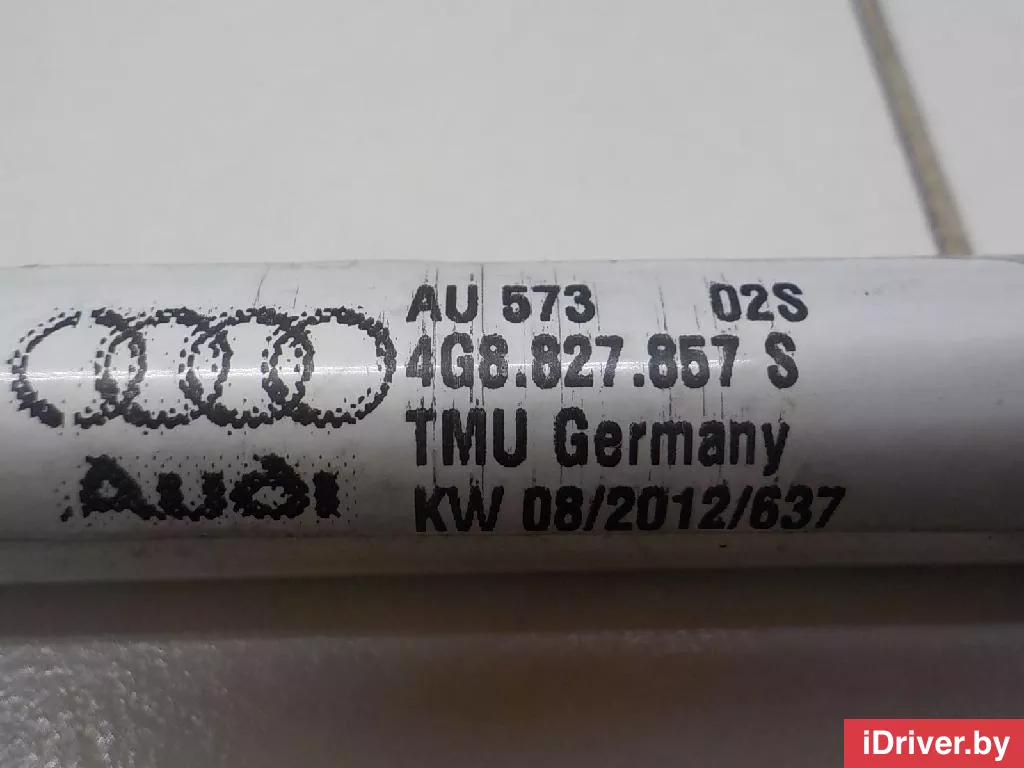 AU 573 02S
4G8.827.857 S
TMU Germany
KW 08/2012/637
Audi
iDriver.by